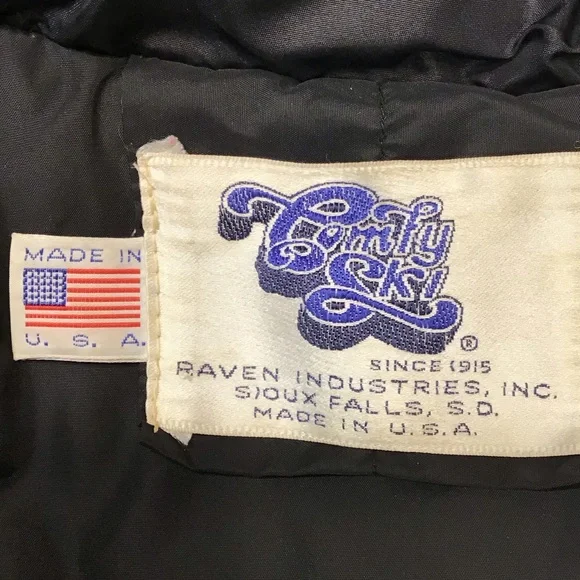 MADE IN
U. S. A.
Comfy
Ski
®
SINCE 1915
RAVEN INDUSTRIES, INC.
SIOUX FALLS, S.D.
MADE IN U.S.A.